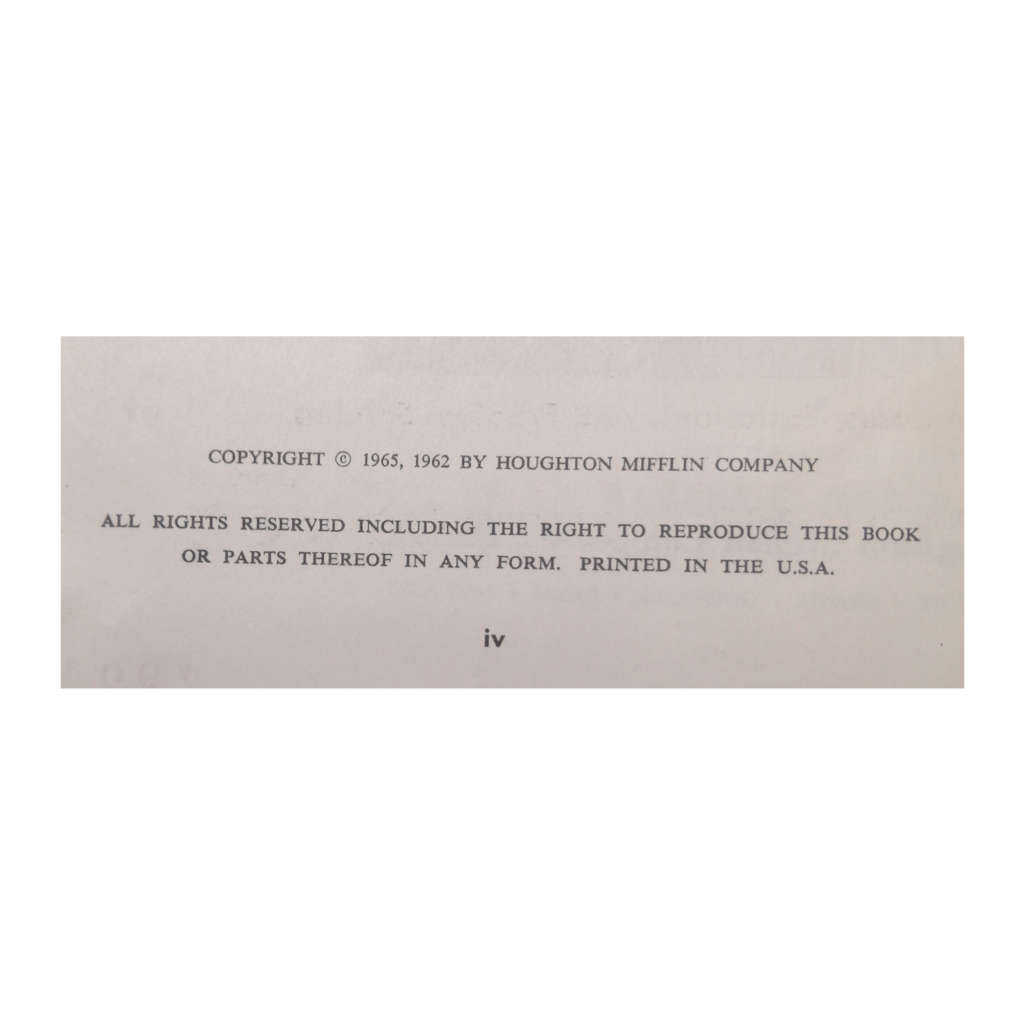 COPYRIGHT © 1965, 1962 BY HOUGHTON MIFFLIN COMPANY
ALL RIGHTS RESERVED INCLUDING THE RIGHT TO REPRODUCE THIS BOOK
OR PARTS THEREOF IN ANY FORM. PRINTED IN THE U.S.A.
iv